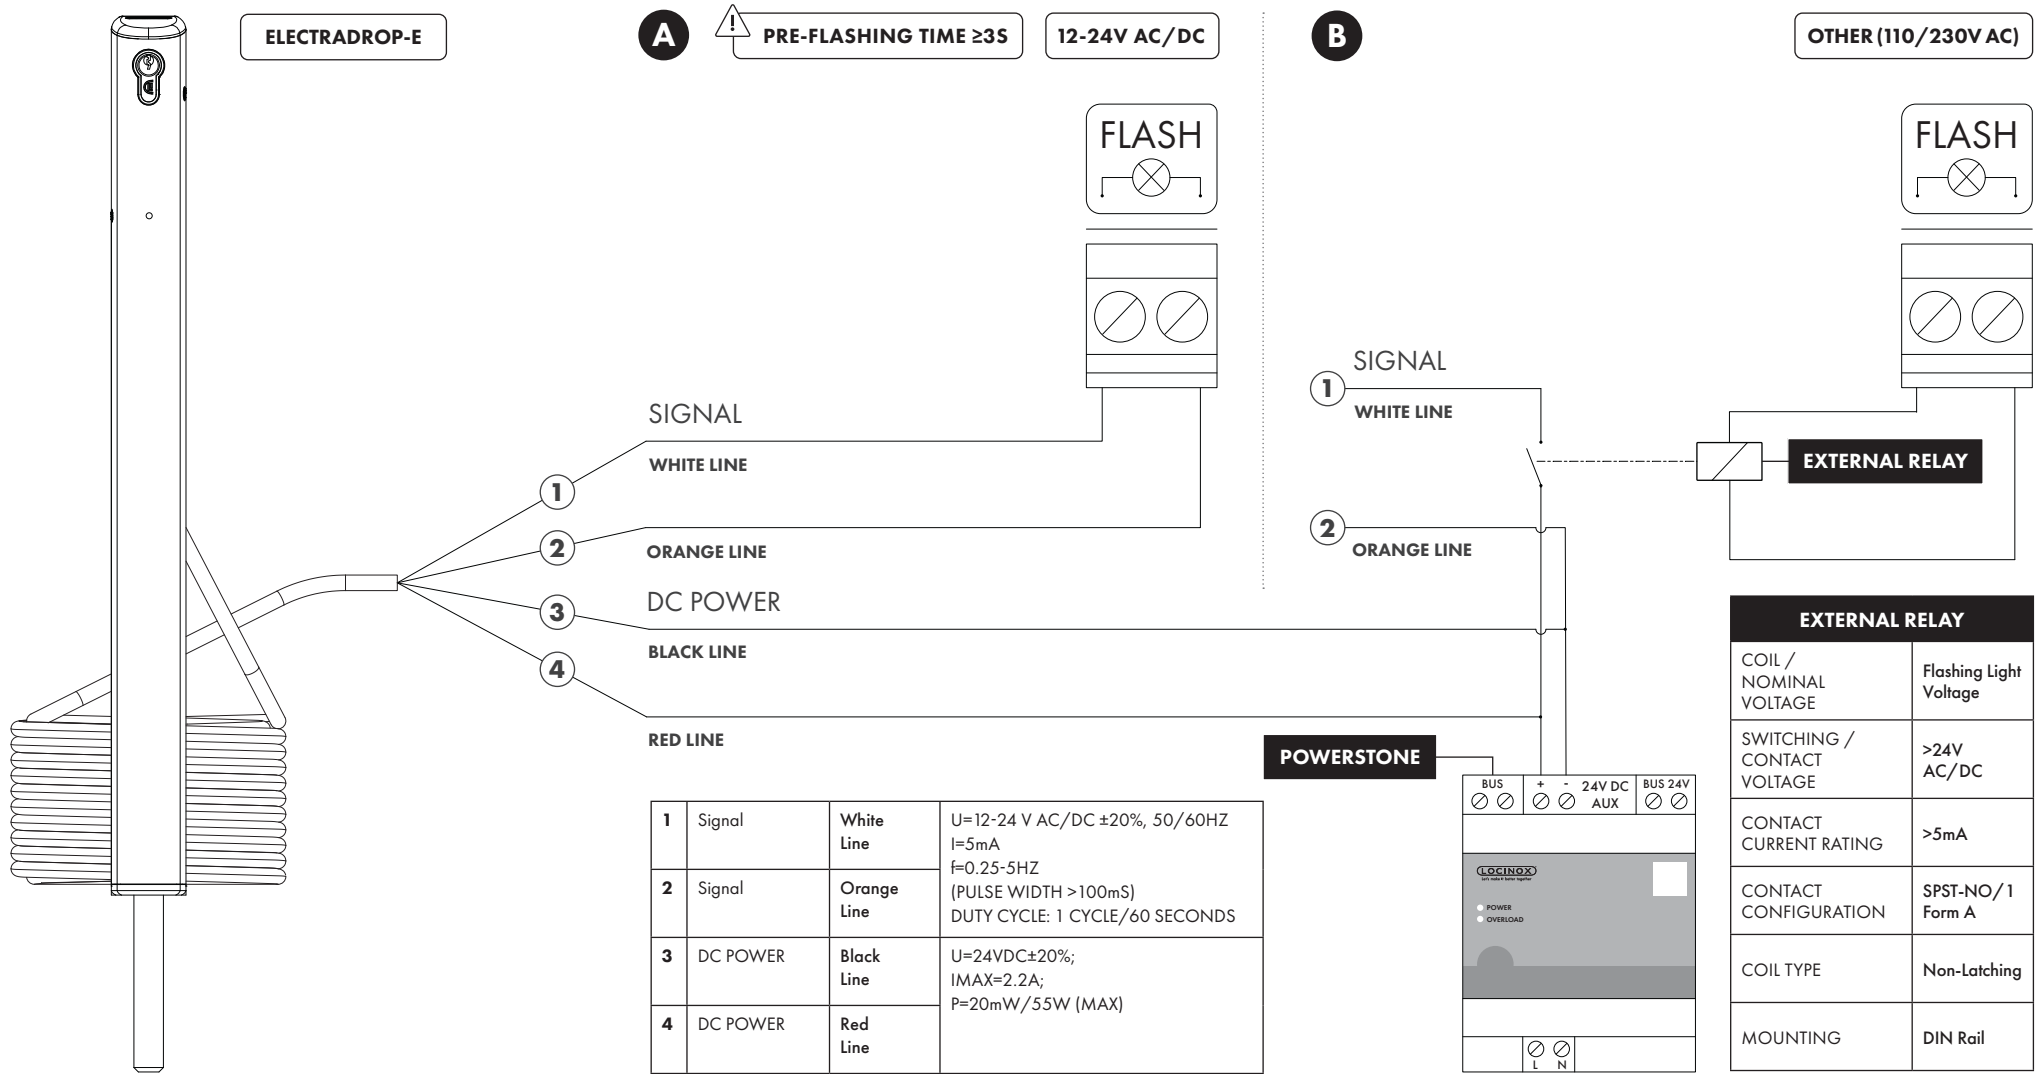 ELECTRADROP-E
A
PRE-FLASHING TIME ≥3S
12-24V AC/DC
FLASH
SIGNAL
WHITE LINE
1
2
ORANGE LINE
DC POWER
3
BLACK LINE
4
RED LINE
B
OTHER (110/230V AC)
FLASH
SIGNAL
1
WHITE LINE
EXTERNAL RELAY
2
ORANGE LINE
POWERSTONE
BUS
+ -
24V DC
AUX
BUS 24V
LOCINOX
Let's make it better together
POWER
OVERLOAD
L N
1 Signal White
Line
U=12-24 V AC/DC ±20%, 50/60HZ
I=5mA
f=0.25-5HZ
(PULSE WIDTH >100mS)
DUTY CYCLE: 1 CYCLE/60 SECONDS
2 Signal Orange
Line
3 DC POWER Black
Line
U=24VDC±20%;
IMAX=2.2A;
P=20mW/55W (MAX)
4 DC POWER Red
Line
EXTERNAL RELAY
COIL /
NOMINAL
VOLTAGE
Flashing Light
Voltage
SWITCHING /
CONTACT
VOLTAGE
>24V
AC/DC
CONTACT
CURRENT RATING
>5mA
CONTACT
CONFIGURATION
SPST-NO/1
Form A
COIL TYPE
Non-Latching
MOUNTING
DIN Rail